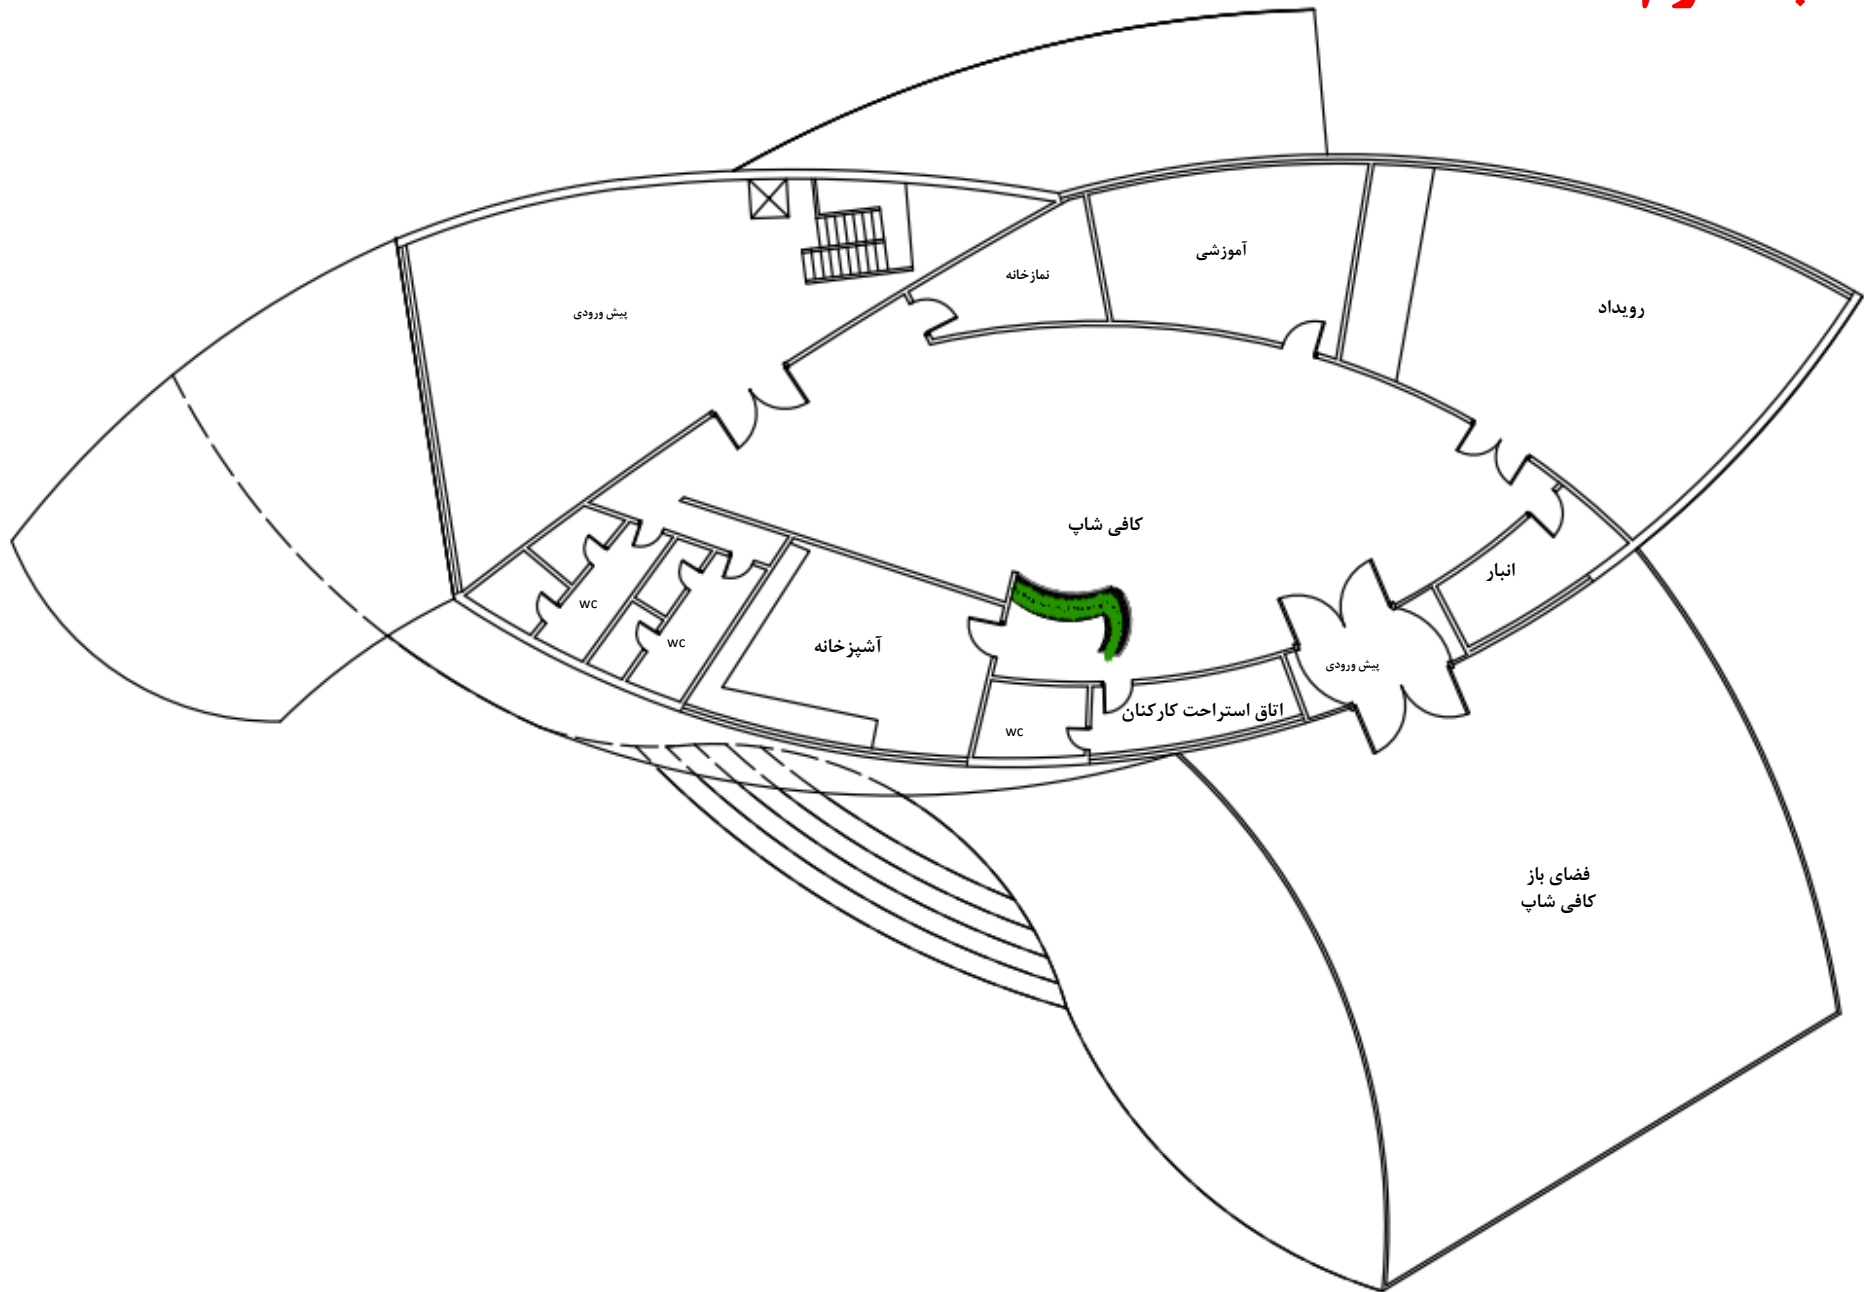 آموزشی
نمازخانه
رویداد
پیش ورودی
کافی شاپ
انبار
wc
wc
آشپزخانه
پیش ورودی
اتاق استراحت کارکنان
wc
فضای باز
کافی شاپ